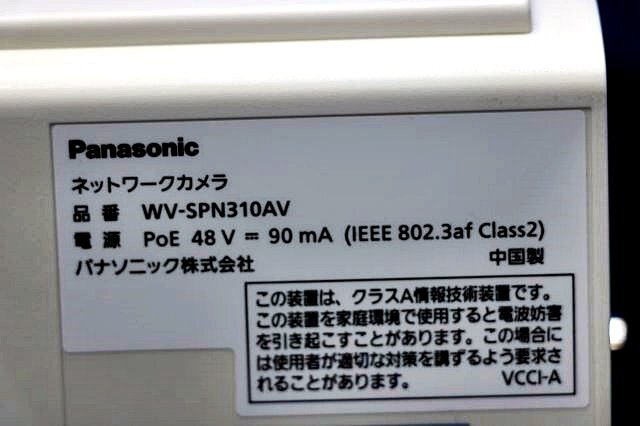 Panasonic
ネットワークカメラ
品 番 WV-SPN310AV
電 源 PoE 48 V ⎓ 90 mA (IEEE 802.3af Class2)
パナソニック株式会社 中国製
この装置は、クラスA情報技術装置です。
この装置を家庭環境で使用すると電波妨害
を引き起こすことがあります。この場合に
は使用者が適切な対策を講ずるよう要求さ
れることがあります。 VCCI-A